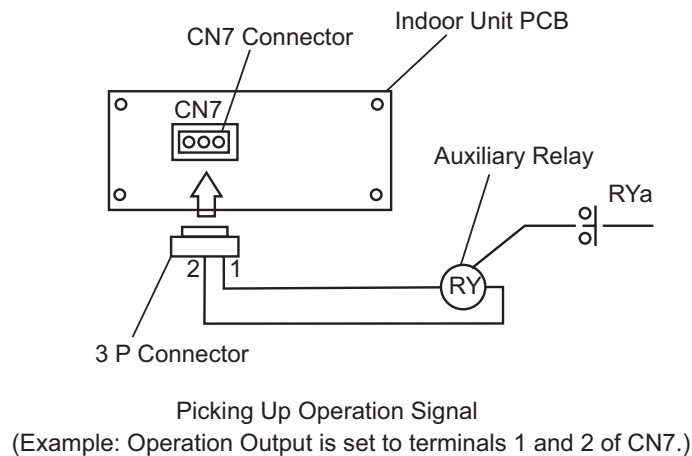 Indoor Unit PCB
CN7 Connector
CN7
Auxiliary Relay
RYa
2 1
RY
3 P Connector
Picking Up Operation Signal
(Example: Operation Output is set to terminals 1 and 2 of CN7.)